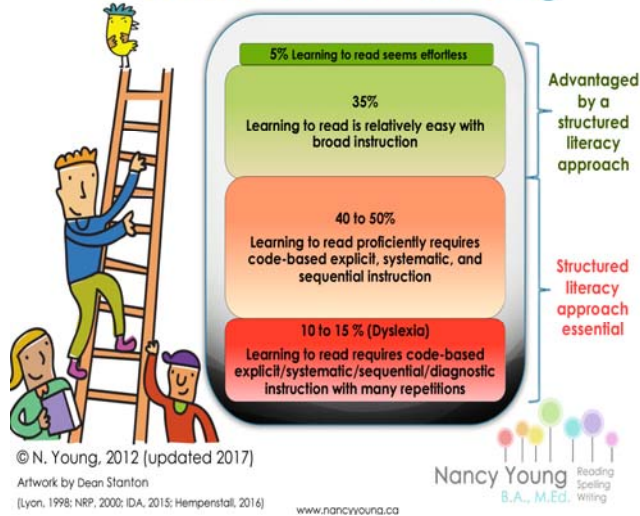 5% Learning to read seems effortless
35%
Learning to read is relatively easy with
broad instruction
Advantaged
by a
structured
literacy
approach
40 to 50%
Learning to read proficiently requires
code-based explicit, systematic, and
sequential instruction
10 to 15 % (Dyslexia)
Learning to read requires code-based
explicit/systematic/sequential/diagnostic
instruction with many repetitions
Structured
literacy
approach
essential
© N. Young, 2012 (updated 2017)
Artwork by Dean Stanton
(Lyon, 1998; NRP, 2000; IDA, 2015; Hempenstall, 2016)
www.nancyyoung.ca
Nancy Young
B.A., M.Ed.
Reading
Spelling
Writing